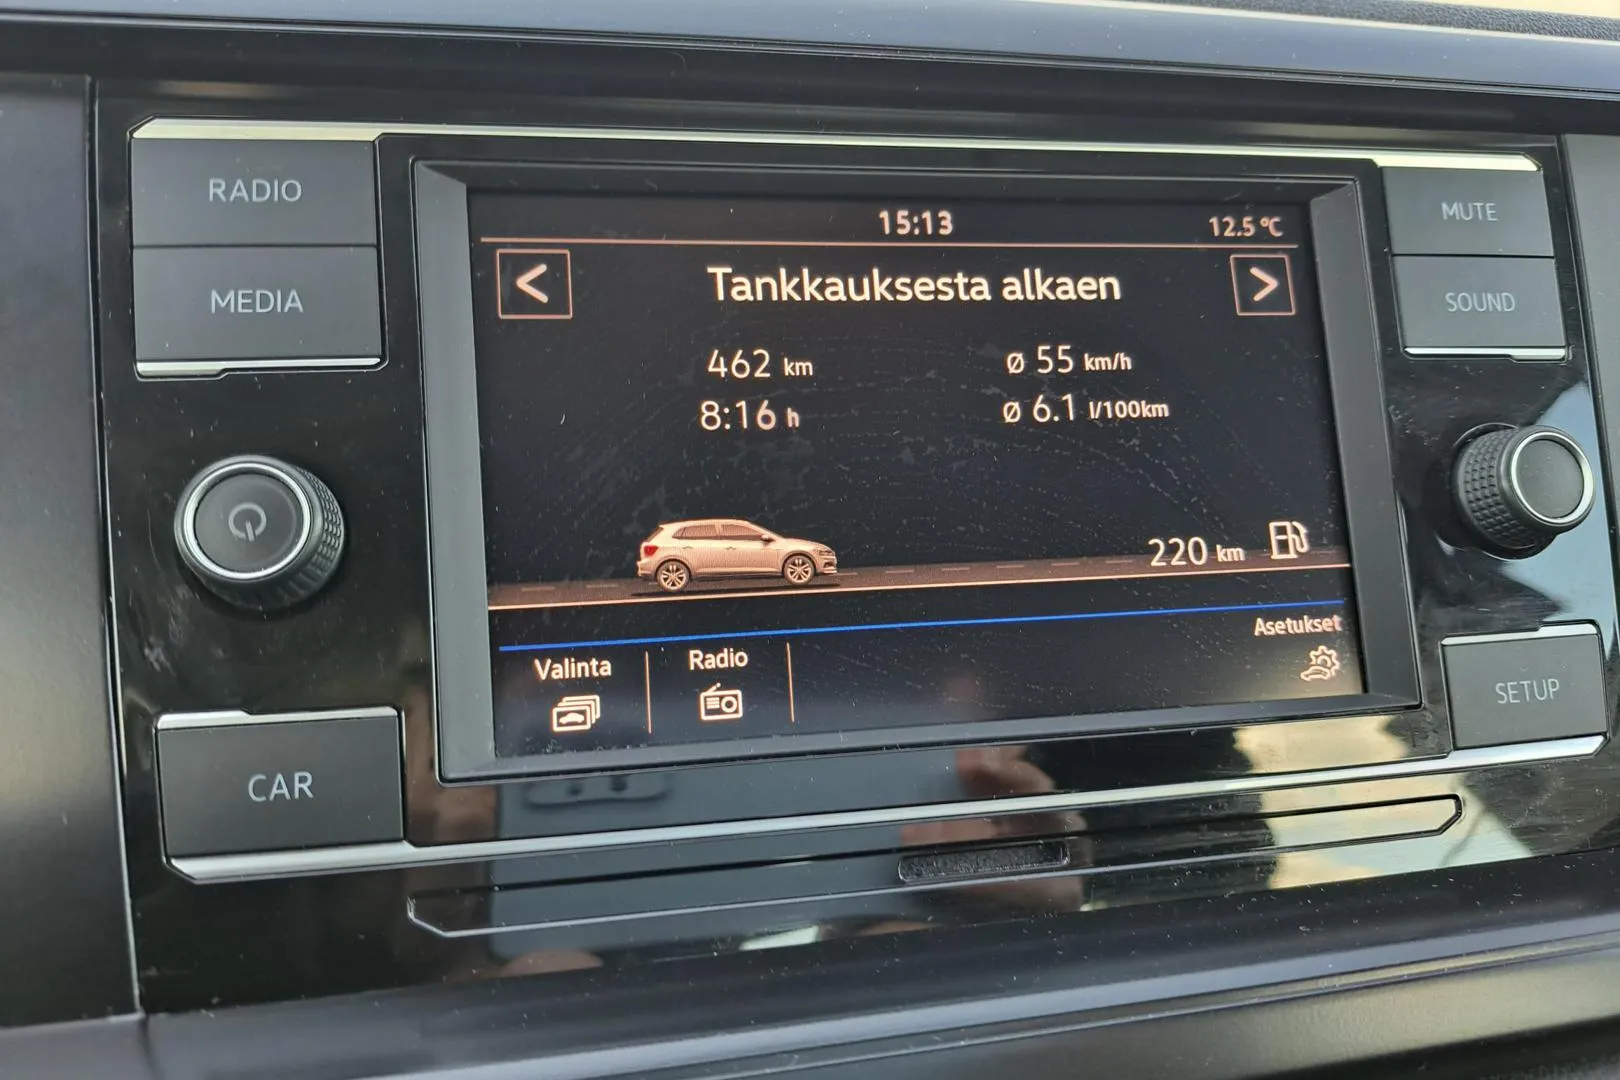 RADIO
MEDIA
CAR
15:13
12.5 °C
<
Tankkauksesta alkaen
>
462 km
ø 55 km/h
8:16 h
ø 6.1 l/100km
220 km
Valinta
Radio
Asetukset
MUTE
SOUND
SETUP